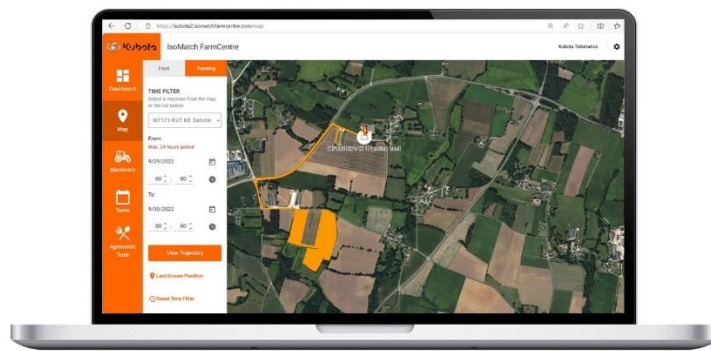 https://kubota2.isomatchfarmcentre.com/map
Kubota
IsoMatch FarmCentre
Kubota Telematics
Fleet
Tracking
Dashboard
Map
Machinery
Tasks
Agronomic
Tools
TIME FILTER
Select a machine from the map,
or the list below:
M7173 KVT KB Service
From
Max. 24 hours period
9/29/2022
00 : 00
To
9/30/2022
00 : 00
View Trajectory
Last Known Position
Reset Time Filter